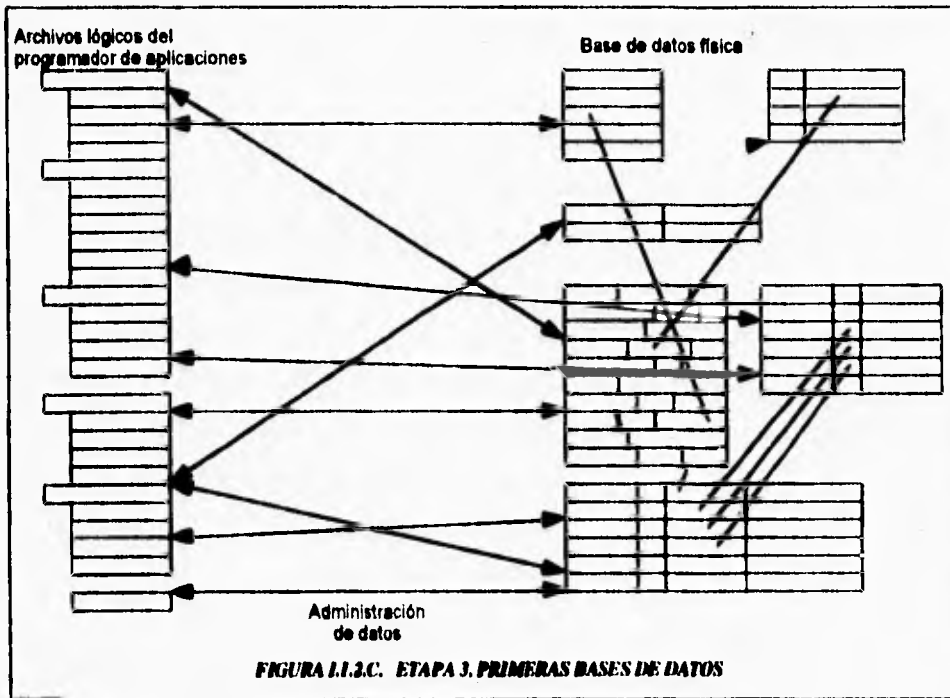 Archivos lógicos del
programador de aplicaciones
Base de datos física
Administración
de datos
FIGURA I.1.2.C. ETAPA 3. PRIMERAS BASES DE DATOS